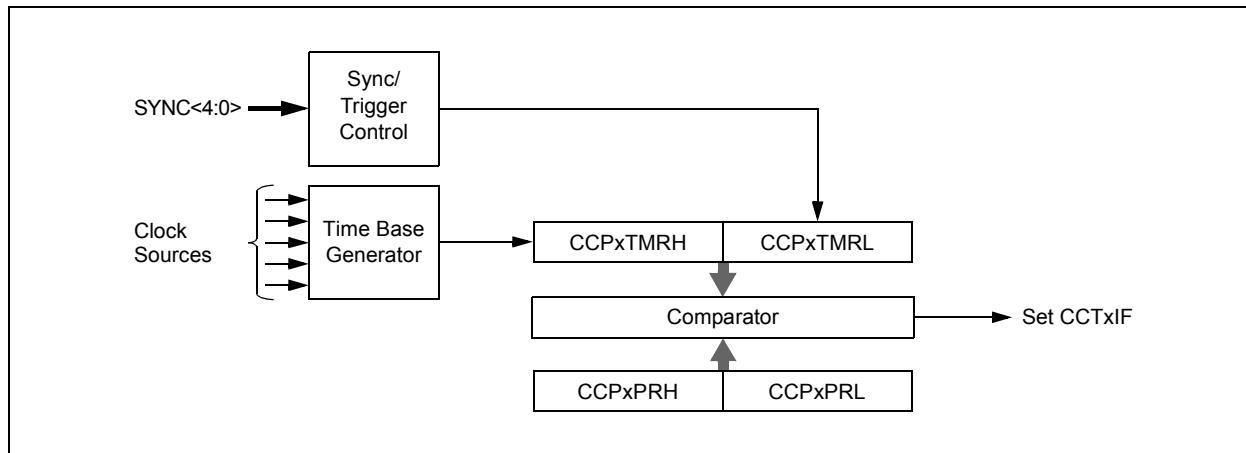 Sync/
Trigger
Control
SYNC<4:0>
Clock
Sources
Time Base
Generator
CCPxTMRH
CCPxTMRL
Comparator
Set CCTxIF
CCPxPRH
CCPxPRL